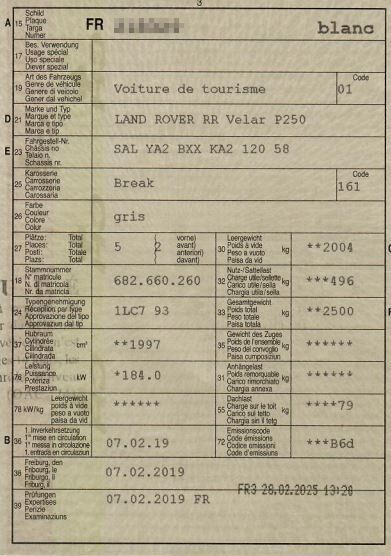 3
A 15 Schild Plaque Targa Numer FR blanc
17 Bes. Verwendung Usage spécial Uso speciale Diever spezial
19 Art des Fahrzeugs Genre de véhicule Genere di veicolo Gener dal vehichel Voiture de tourisme Code 01
D 21 Marke und Typ Marque et type Marca e tipo Marca e tip LAND ROVER RR Velar P250
E 23 Fahrgestell-Nr. Châssis no Telaio n. Schassis nr. SAL YA2 BXX KA2 120 58
25 Karosserie Carrosserie Carrozzeria Carossaria Break Code 161
26 Farbe Couleur Colore Colur gris
27 Plätze: Total Places: Total Posti: Totale Plazs: Total 5 (2 vorne) avant) anteriori) davant) 30 Leergewicht Poids à vide Peso a vuoto Paisa da vid kg **2004
18 Stammnummer N° matricule N. di matricola Nr. da matricla 682.660.260 32 Nutz-/Sattellast Charge utile/sellette Carico utile/sella Chargia utila/sella kg ***496
24 Typengenehmigung Réception par type Approvazione del tipo Approvaziun dal tip 1LC7 93 33 Gesamtgewicht Poids total Peso totale Paisa totala kg **2500
37 Hubraum Cylindrée Cilindrata Cilindrada cm³ **1997 35 Gewicht des Zuges Poids de l'ensemble Peso del convoglio Paisa cumposiziun kg ******
76 Leistung Puissance Potenza Prestaziun kW *184.0 31 Anhängelast Poids remorquable Carico rimorchiato Chargia annexa kg ******
78 kW/kg Leergewicht poids à vide peso a vuoto paisa da vid ****** 55 Dachlast Charge sur le toit Carico sul tetto Chargia sin il tetg kg ****79
B 36 1. Inverkehrsetzung 1re mise en circulation 1a messa in circolazione 1. entrada en circulaziun 07.02.19 72 Emissionscode Code émissions Codice emissioni Code d'emissiuns ***B6d
38 Freiburg, den Fribourg, le Friburgo, il Friburg, il 07.02.2019
FR3 28.02.2025 13:20
39 Prüfungen Expertises Perizie Examinaziuns 07.02.2019 FR